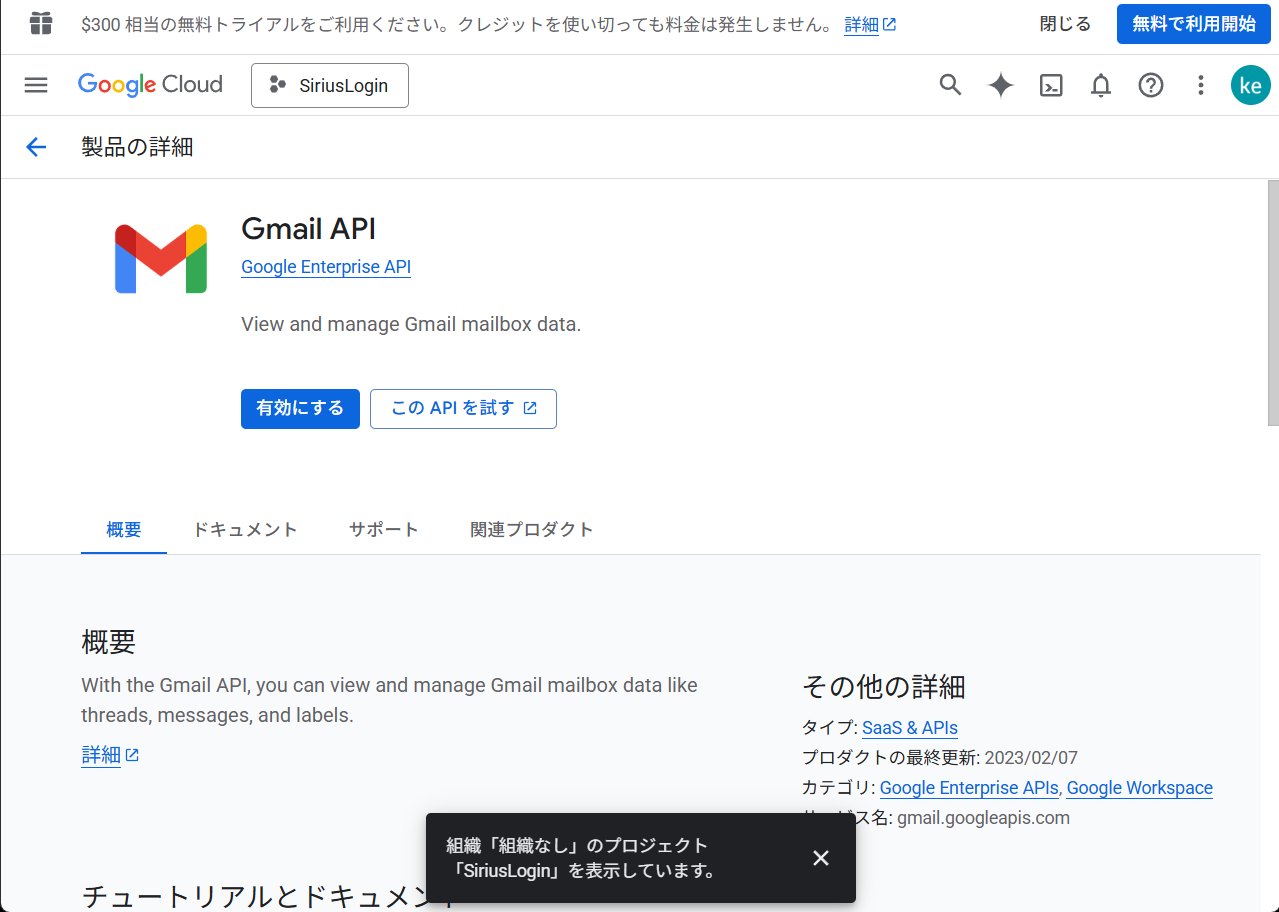 $300 相当の無料トライアルをご利用ください。クレジットを使い切っても料金は発生しません。 詳細 閉じる 無料で利用開始
Google Cloud SiriusLogin ke
製品の詳細
Gmail API
Google Enterprise API
View and manage Gmail mailbox data.
有効にする この API を試す
概要 ドキュメント サポート 関連プロダクト
概要
With the Gmail API, you can view and manage Gmail mailbox data like
threads, messages, and labels.
詳細
その他の詳細
タイプ: SaaS & APIs
プロダクトの最終更新: 2023/02/07
カテゴリ: Google Enterprise APIs, Google Workspace
サービス名: gmail.googleapis.com
組織「組織なし」のプロジェクト
「SiriusLogin」を表示しています。
チュートリアルとドキュメント